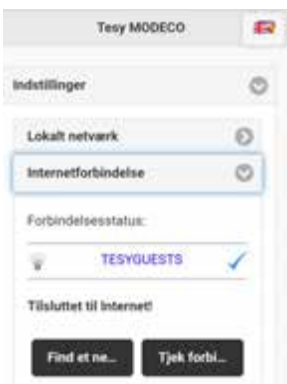 Tesy MODECO
Indstillinger
Lokalt netværk
Internetforbindelse
Forbindelsesstatus:
TESYGUESTS
Tilsluttet til Internet!
Find et ne...
Tjek forbi...